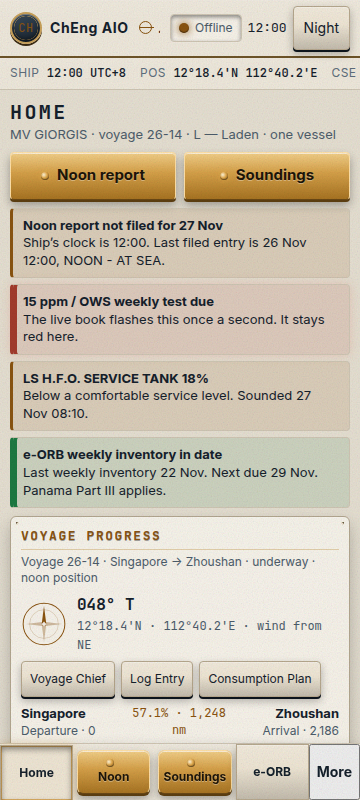 CH
ChEng AIO
Offline
12:00
Night
SHIP 12:00 UTC+8 POS 12°18.4'N 112°40.2'E CSE
HOME
MV GIORGIS · voyage 26-14 · L — Laden · one vessel
Noon report
Soundings
Noon report not filed for 27 Nov
Ship's clock is 12:00. Last filed entry is 26 Nov
12:00, NOON - AT SEA.
15 ppm / OWS weekly test due
The live book flashes this once a second. It stays
red here.
LS H.F.O. SERVICE TANK 18%
Below a comfortable service level. Sounded 27
Nov 08:10.
e-ORB weekly inventory in date
Last weekly inventory 22 Nov. Next due 29 Nov.
Panama Part III applies.
VOYAGE PROGRESS
Voyage 26-14 · Singapore → Zhoushan · underway ·
noon position
048° T
12°18.4'N · 112°40.2'E · wind from
NE
Voyage Chief
Log Entry
Consumption Plan
Singapore
Departure · 0
57.1% · 1,248
nm
Zhoushan
Arrival · 2,186
Home
Noon
Soundings
e-ORB
More